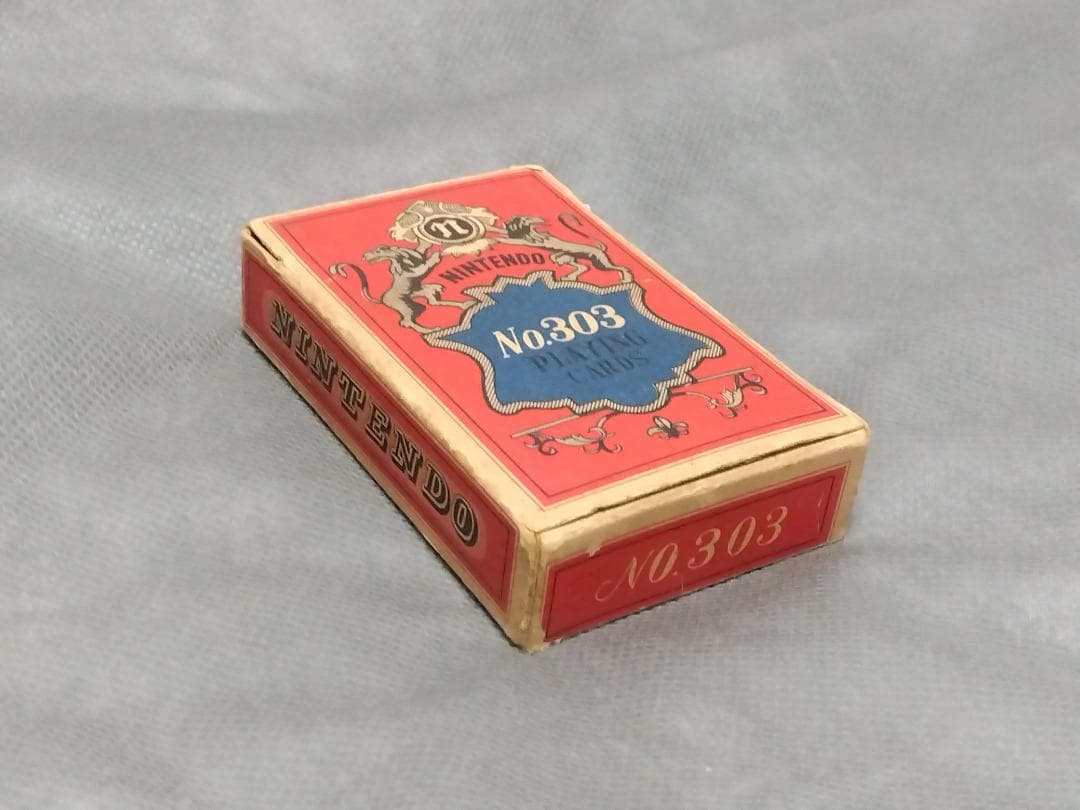 n
NINTENDO
No.303
PLAYING
CARDS
NINTENDO
NO.303